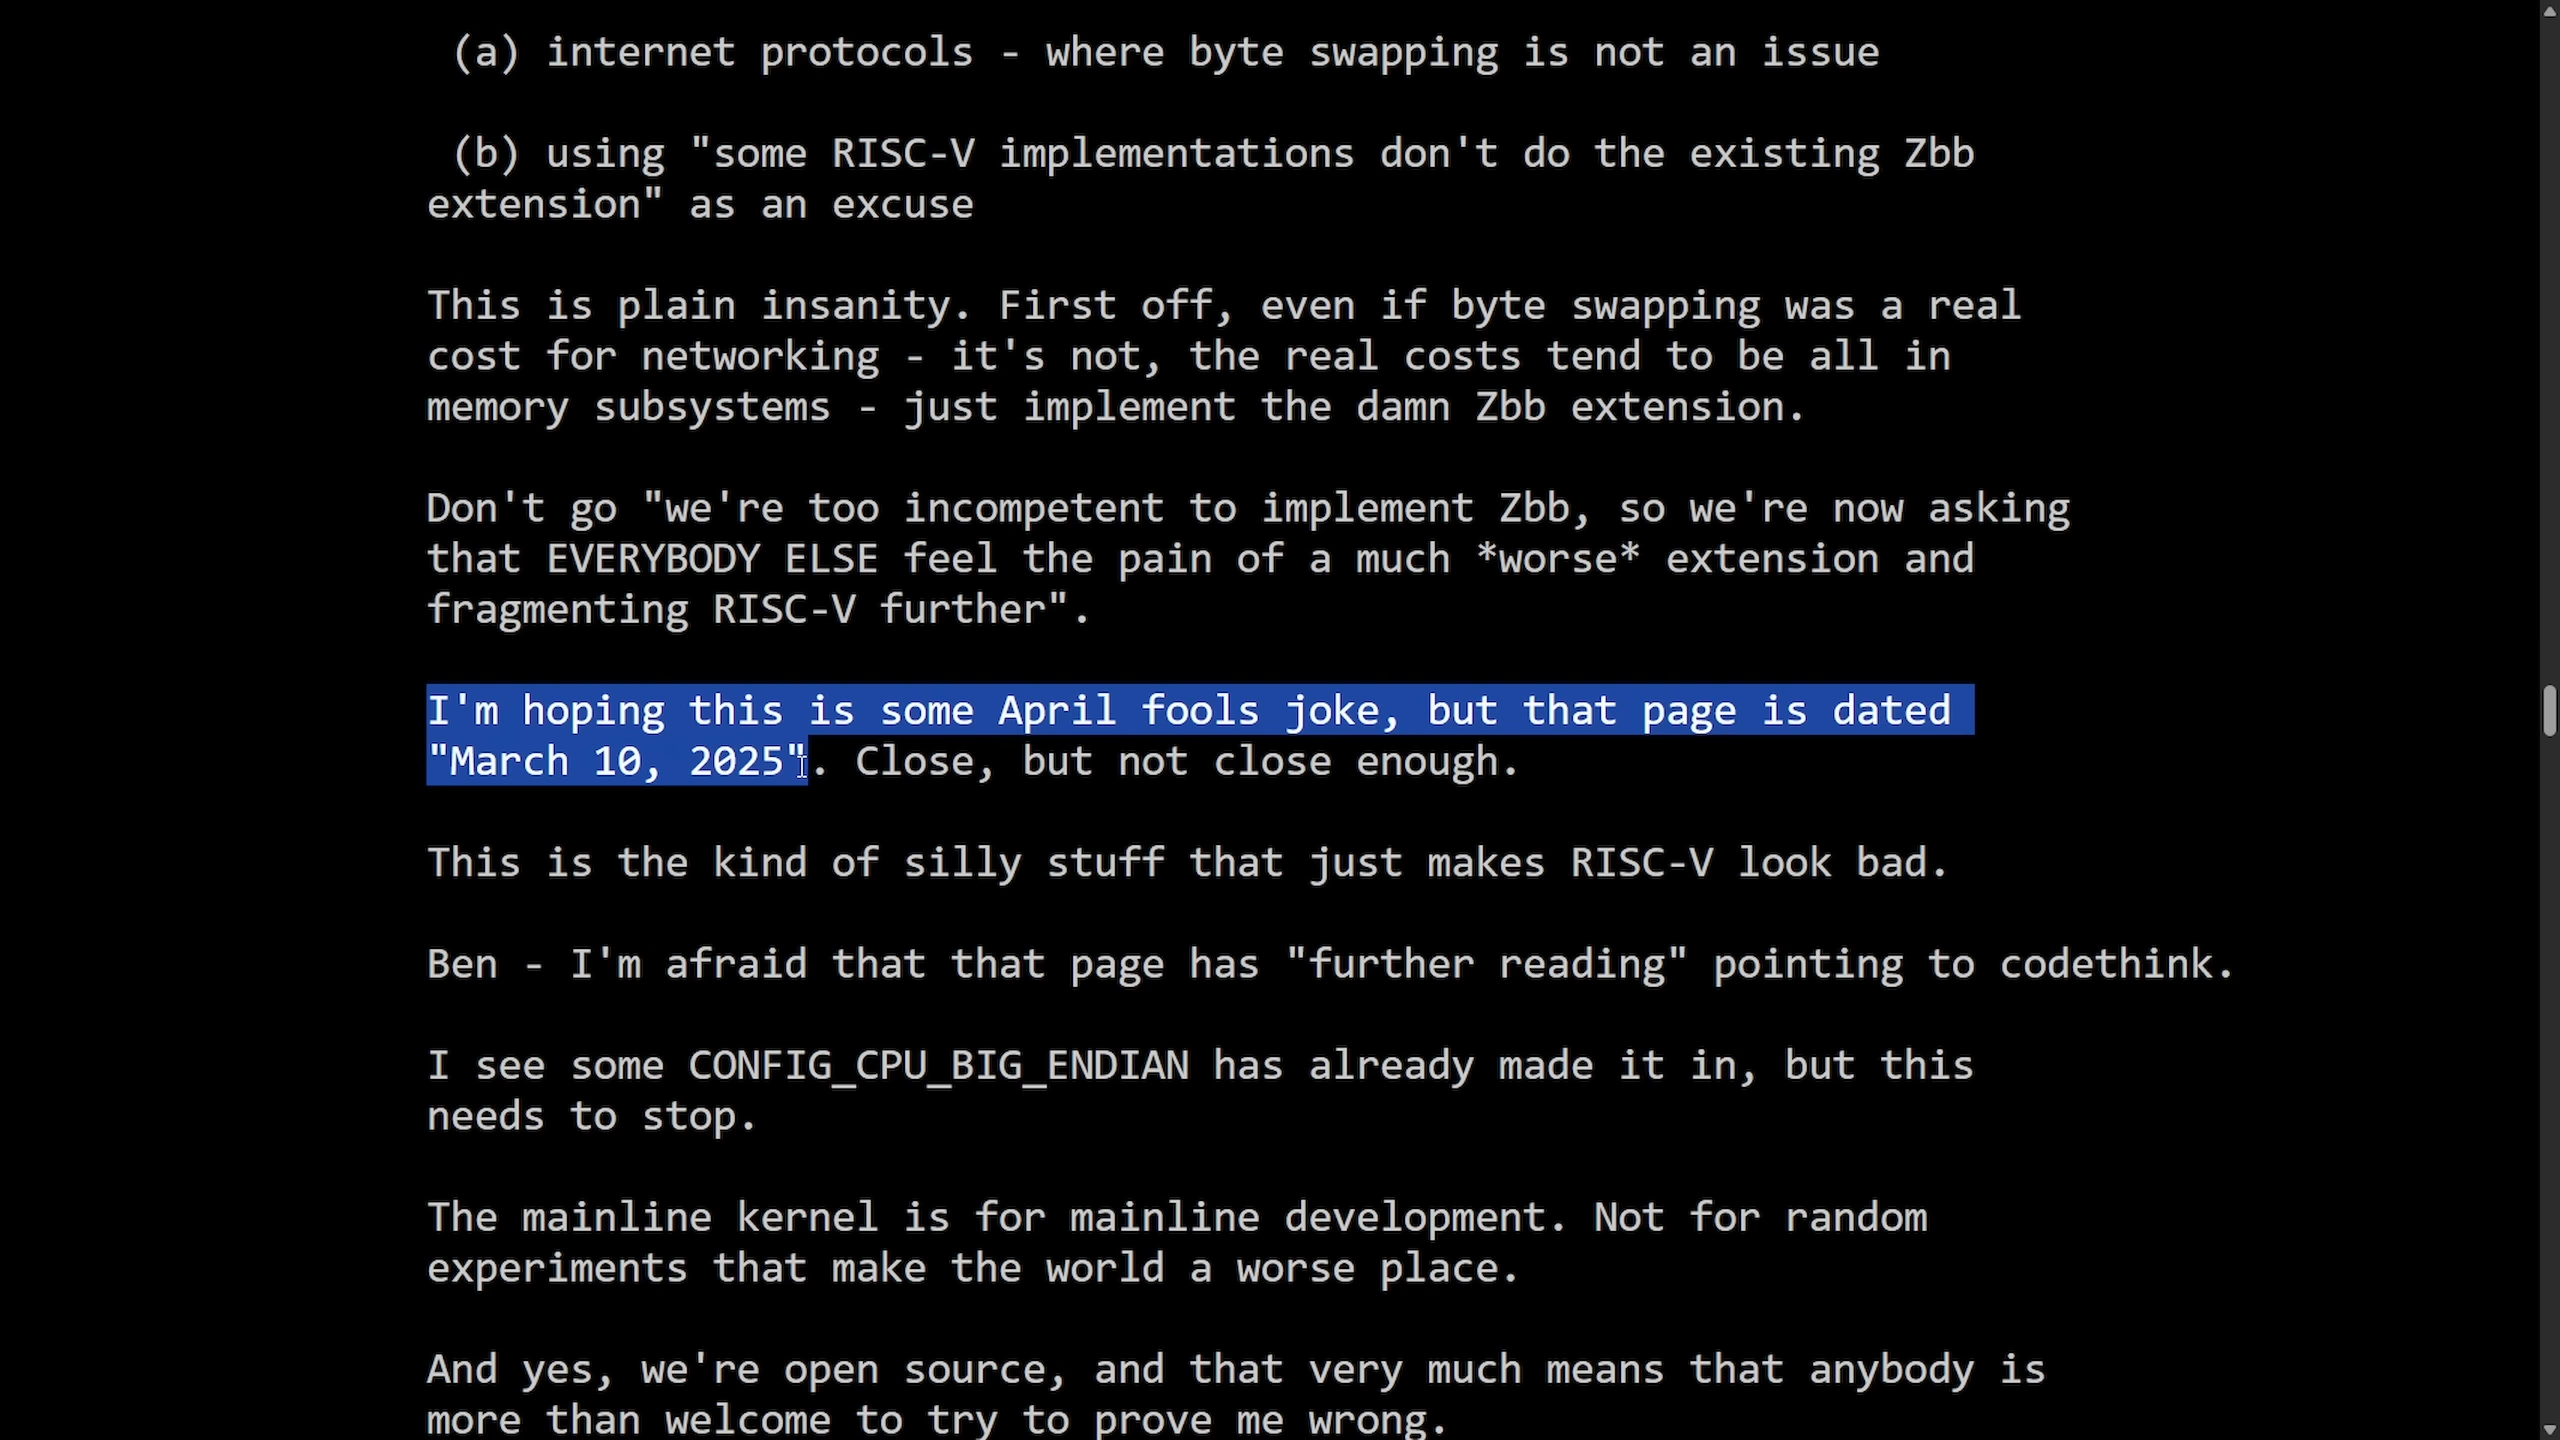 (a) internet protocols - where byte swapping is not an issue
(b) using "some RISC-V implementations don't do the existing Zbb
extension" as an excuse
This is plain insanity. First off, even if byte swapping was a real
cost for networking - it's not, the real costs tend to be all in
memory subsystems - just implement the damn Zbb extension.
Don't go "we're too incompetent to implement Zbb, so we're now asking
that EVERYBODY ELSE feel the pain of a much *worse* extension and
fragmenting RISC-V further".
I'm hoping this is some April fools joke, but that page is dated
"March 10, 2025". Close, but not close enough.
This is the kind of silly stuff that just makes RISC-V look bad.
Ben - I'm afraid that that page has "further reading" pointing to codethink.
I see some CONFIG_CPU_BIG_ENDIAN has already made it in, but this
needs to stop.
The mainline kernel is for mainline development. Not for random
experiments that make the world a worse place.
And yes, we're open source, and that very much means that anybody is
more than welcome to try to prove me wrong.